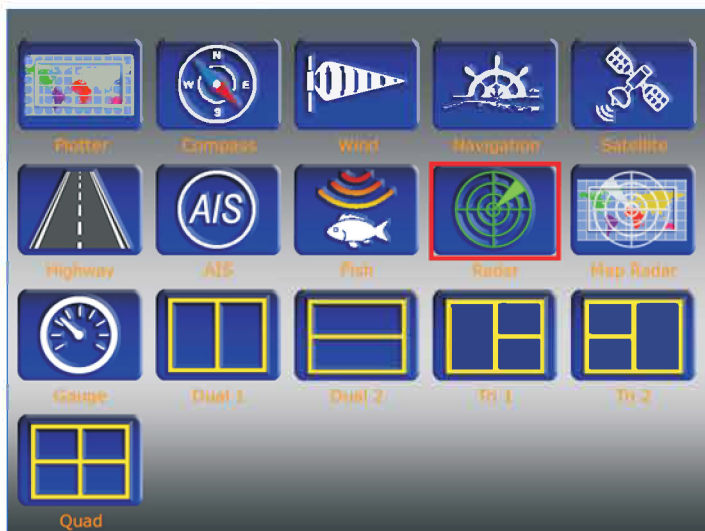 N
W E
S
Plotter
Compass
Wind
Navigation
Satellite
AIS
Highway
AIS
Fish
Radar
Map Radar
Gauge
Dual 1
Dual 2
Tri 1
Tri 2
Quad